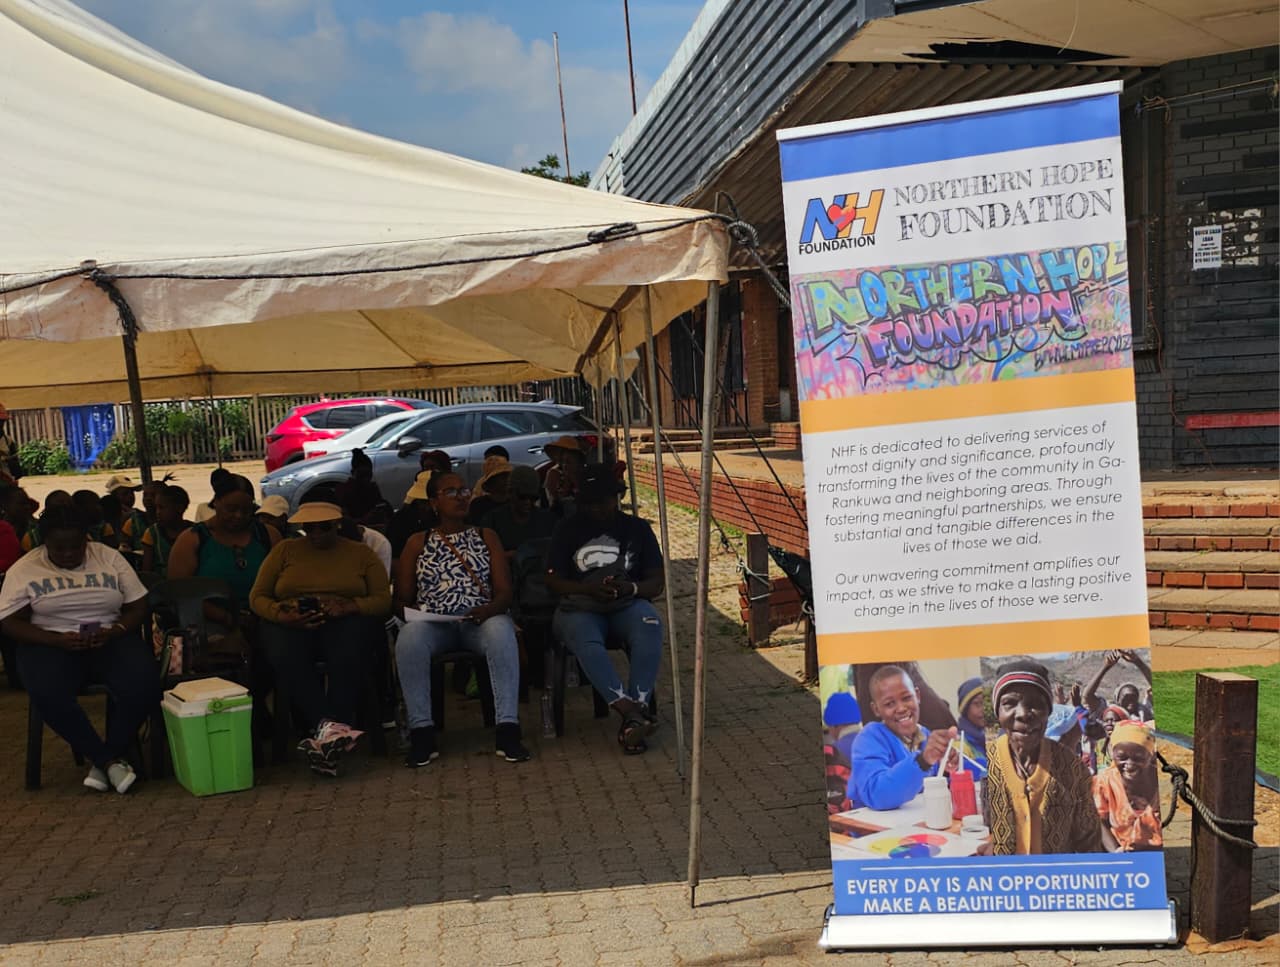 NH
FOUNDATION
NORTHERN HOPE
FOUNDATION
NORTHERN HOPE
FOUNDATION
NHF is dedicated to delivering services of
utmost dignity and significance, profoundly
transforming the lives of the community in Ga-
Rankuwa and neighboring areas. Through
fostering meaningful partnerships, we ensure
substantial and tangible differences in the
lives of those we aid.
Our unwavering commitment amplifies our
impact, as we strive to make a lasting positive
change in the lives of those we serve.
EVERY DAY IS AN OPPORTUNITY TO
MAKE A BEAUTIFUL DIFFERENCE
QUICK CASH
LOAN
MILAN